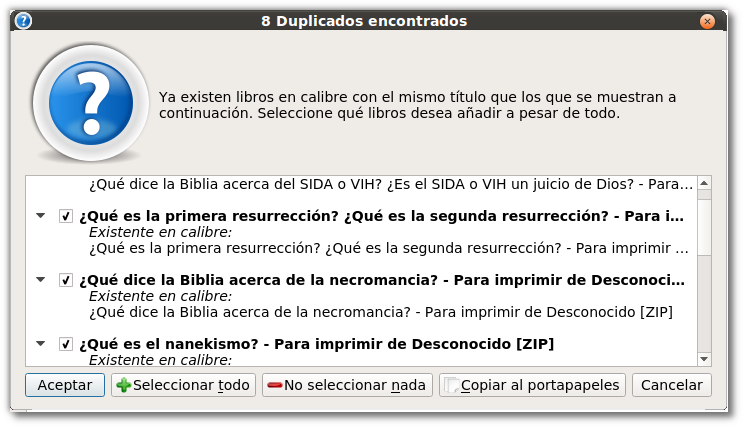 8 Duplicados encontrados
Ya existen libros en calibre con el mismo título que los que se muestran a
continuación. Seleccione qué libros desea añadir a pesar de todo.
¿Qué dice la Biblia acerca del SIDA o VIH? ¿Es el SIDA o VIH un juicio de Dios? - Para...
¿Qué es la primera resurrección? ¿Qué es la segunda resurrección? - Para i...
Existente en calibre:
¿Qué es la primera resurrección? ¿Qué es la segunda resurrección? - Para imprimir ...
¿Qué dice la Biblia acerca de la necromancia? - Para imprimir de Desconoci...
Existente en calibre:
¿Qué dice la Biblia acerca de la necromancia? - Para imprimir de Desconocido [ZIP]
¿Qué es el nanekismo? - Para imprimir de Desconocido [ZIP]
Existente en calibre:
Aceptar Seleccionar todo No seleccionar nada Copiar al portapapeles Cancelar